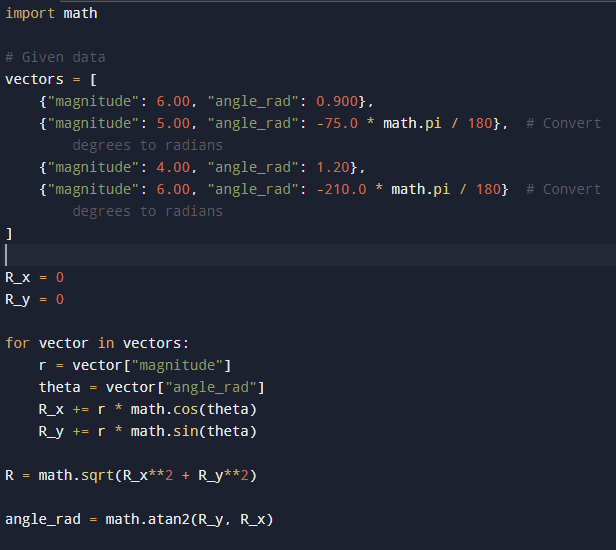 import math

# Given data
vectors = [
    {"magnitude": 6.00, "angle_rad": 0.900},
    {"magnitude": 5.00, "angle_rad": -75.0 * math.pi / 180},  # Convert
        degrees to radians
    {"magnitude": 4.00, "angle_rad": 1.20},
    {"magnitude": 6.00, "angle_rad": -210.0 * math.pi / 180}  # Convert
        degrees to radians
]

R_x = 0
R_y = 0

for vector in vectors:
    r = vector["magnitude"]
    theta = vector["angle_rad"]
    R_x += r * math.cos(theta)
    R_y += r * math.sin(theta)

R = math.sqrt(R_x**2 + R_y**2)

angle_rad = math.atan2(R_y, R_x)